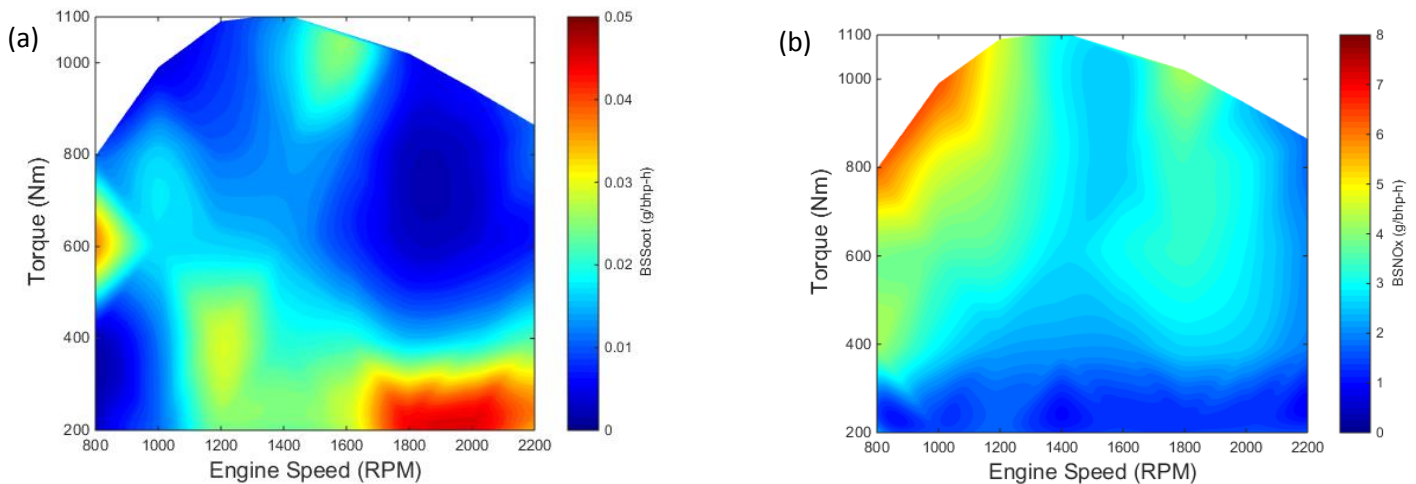 (a)
1100
1000
800
600
400
200
Torque (Nm)
800 1000 1200 1400 1600 1800 2000 2200
Engine Speed (RPM)
0.05
0.04
0.03
0.02
0.01
0
BSSoot (g/bhp-h)
(b)
1100
1000
800
600
400
200
Torque (Nm)
800 1000 1200 1400 1600 1800 2000 2200
Engine Speed (RPM)
8
7
6
5
4
3
2
1
0
BSNOx (g/bhp-h)